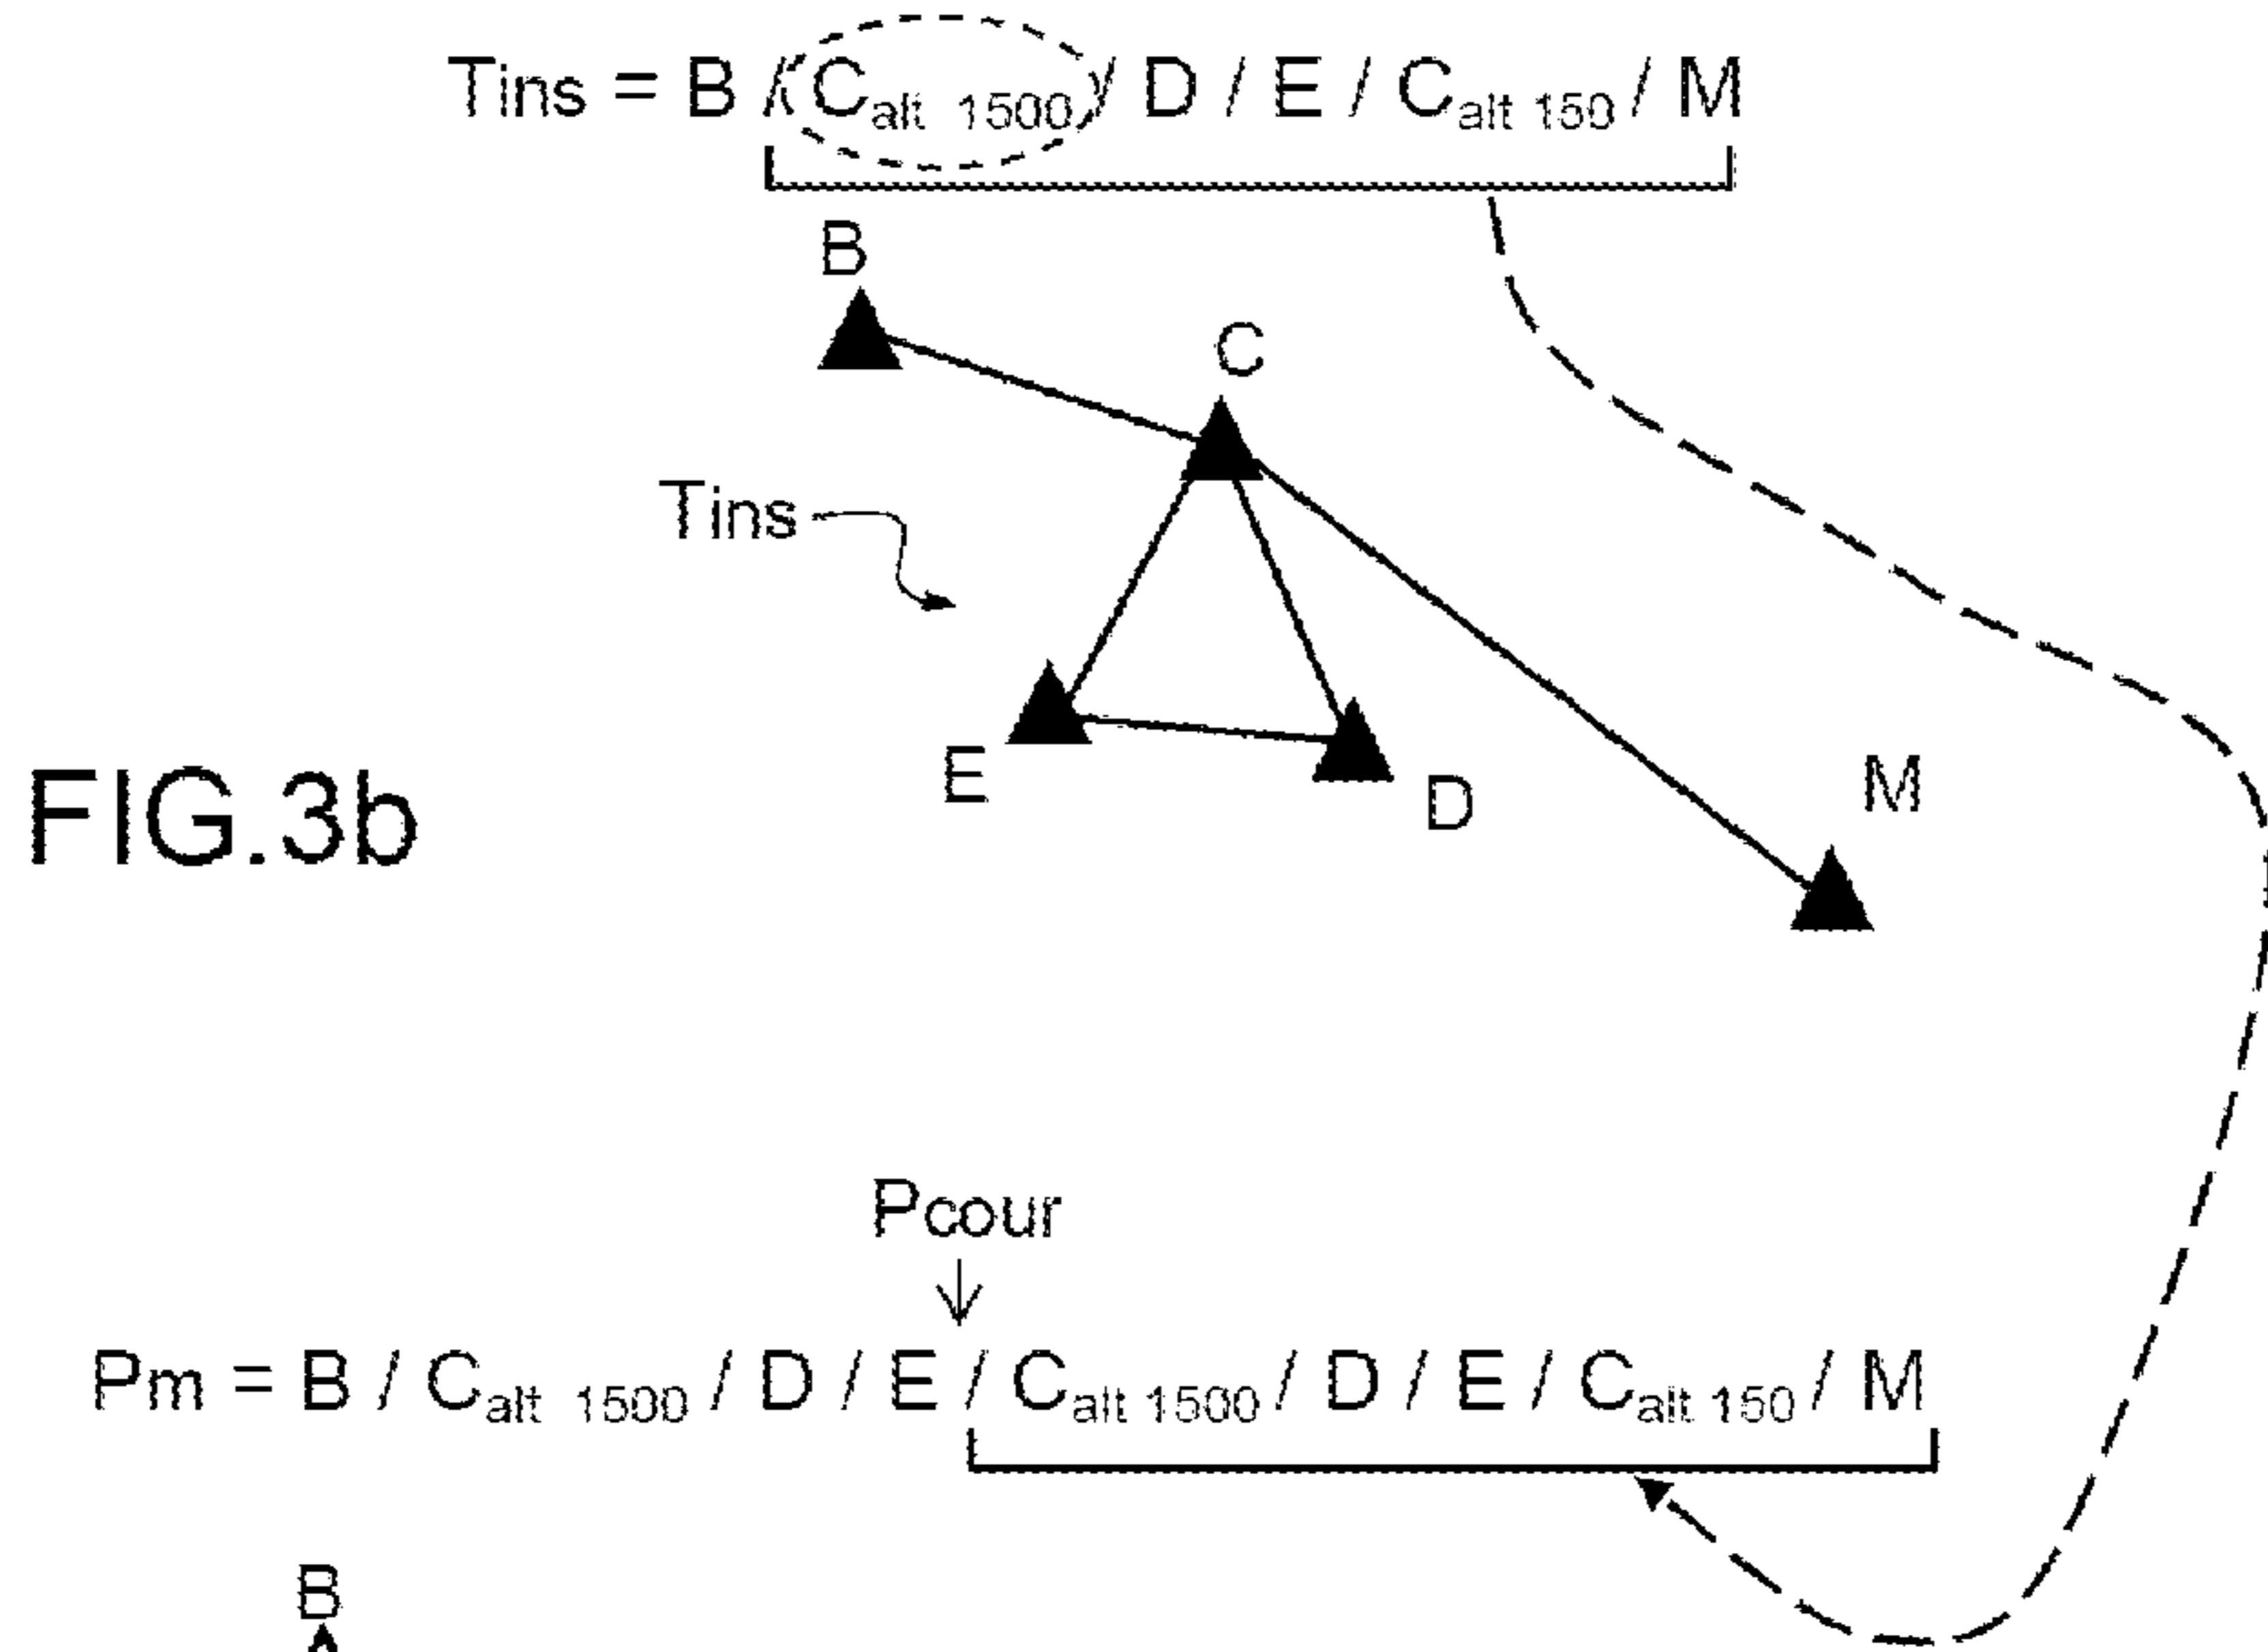 Tins = B / C alt 1500 / D / E / C alt 150 / M
B
C
Tins
E
D
M
FIG.3b
Pcour
Pm = B / C alt 1500 / D / E / C alt 1500 / D / E / C alt 150 / M
B